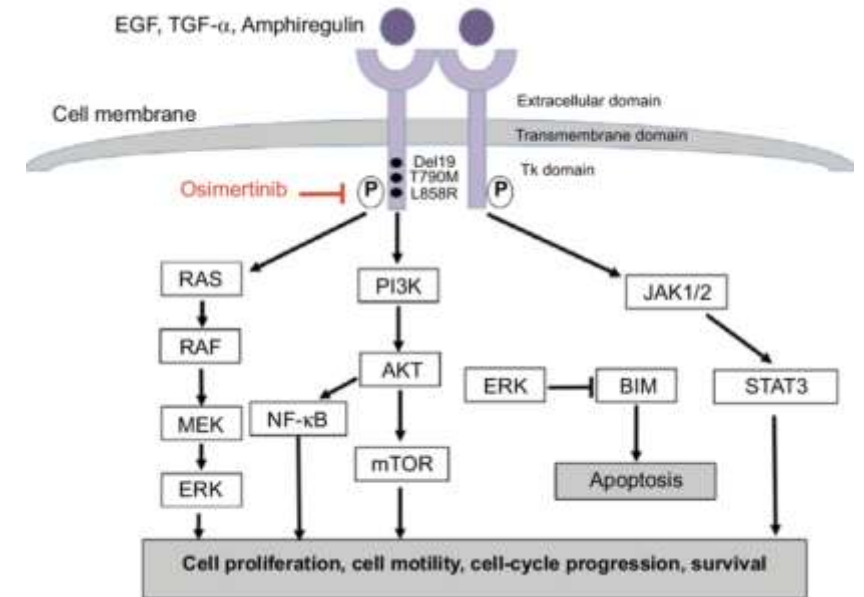 EGF, TGF-α, Amphiregulin
Extracellular domain
Cell membrane
Transmembrane domain
Del19
Tk domain
T790M
Osimertinib
P
L858R
P
RAS
PI3K
JAK1/2
RAF
AKT
ERK
BIM
STAT3
MEK
NF-κB
mTOR
Apoptosis
ERK
Cell proliferation, cell motility, cell-cycle progression, survival